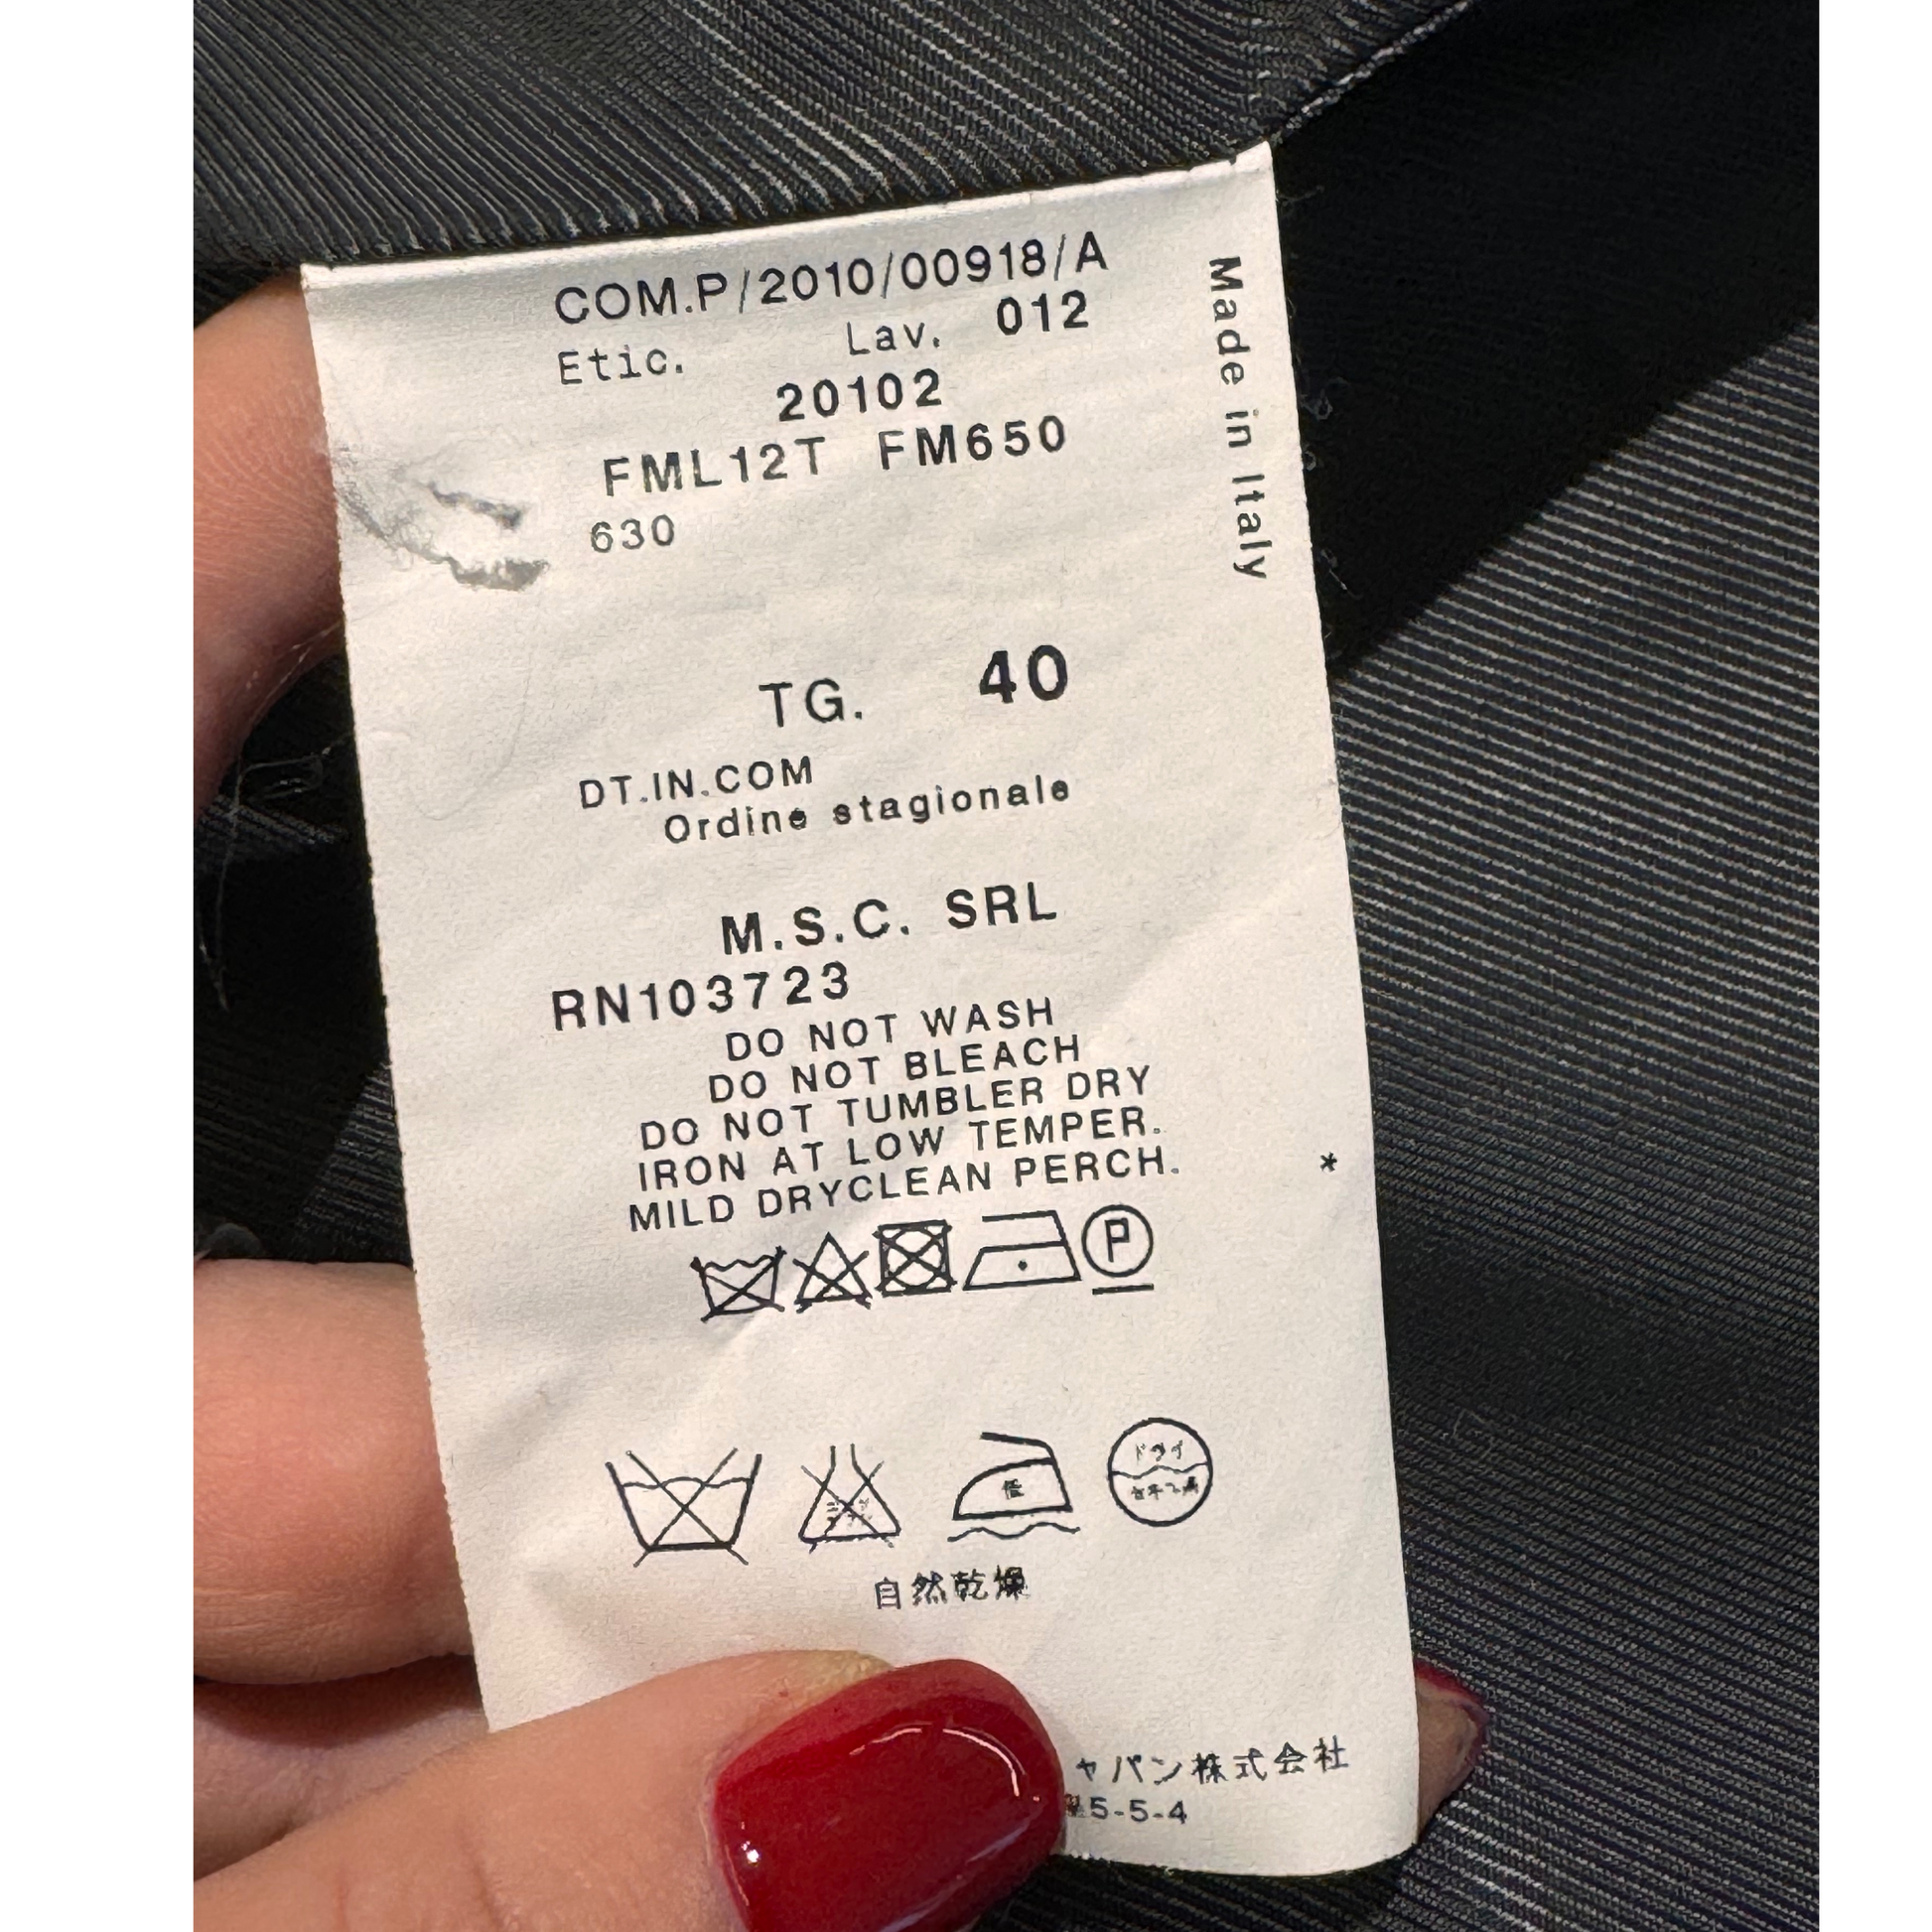 COM.P/2010/00918/A
Etic. Lav. 012
20102
FML12T FM650
630
Made in Italy
TG. 40
DT.IN.COM
Ordine stagionale
M.S.C. SRL
RN103723
DO NOT WASH
DO NOT BLEACH
DO NOT TUMBLER DRY
IRON AT LOW TEMPER.
MILD DRYCLEAN PERCH.
*
P
低
ドライ
自然乾燥
ャパン株式会社
5-5-4